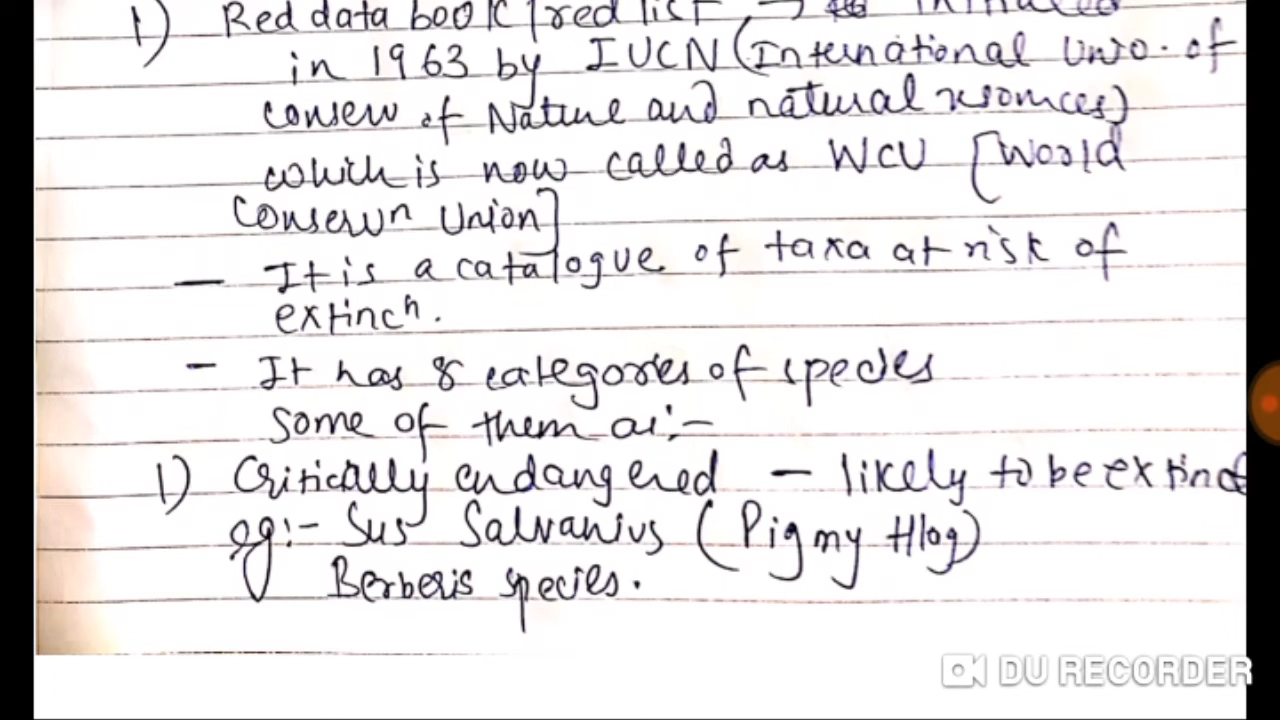 1) Red data book / red list → initiated
in 1963 by IUCN (International Unio. of
conserv of Nature and natural resources)
which is now called as WCU [World
Conservn Union]
— It is a catalogue of taxa at risk of
extincn.
- It has 8 categories of species
some of them ar:-
1) Critically endangered - likely to be extinct
eg:- Sus Salvanius (Pigmy Hog)
Berberis species.
DU RECORDER